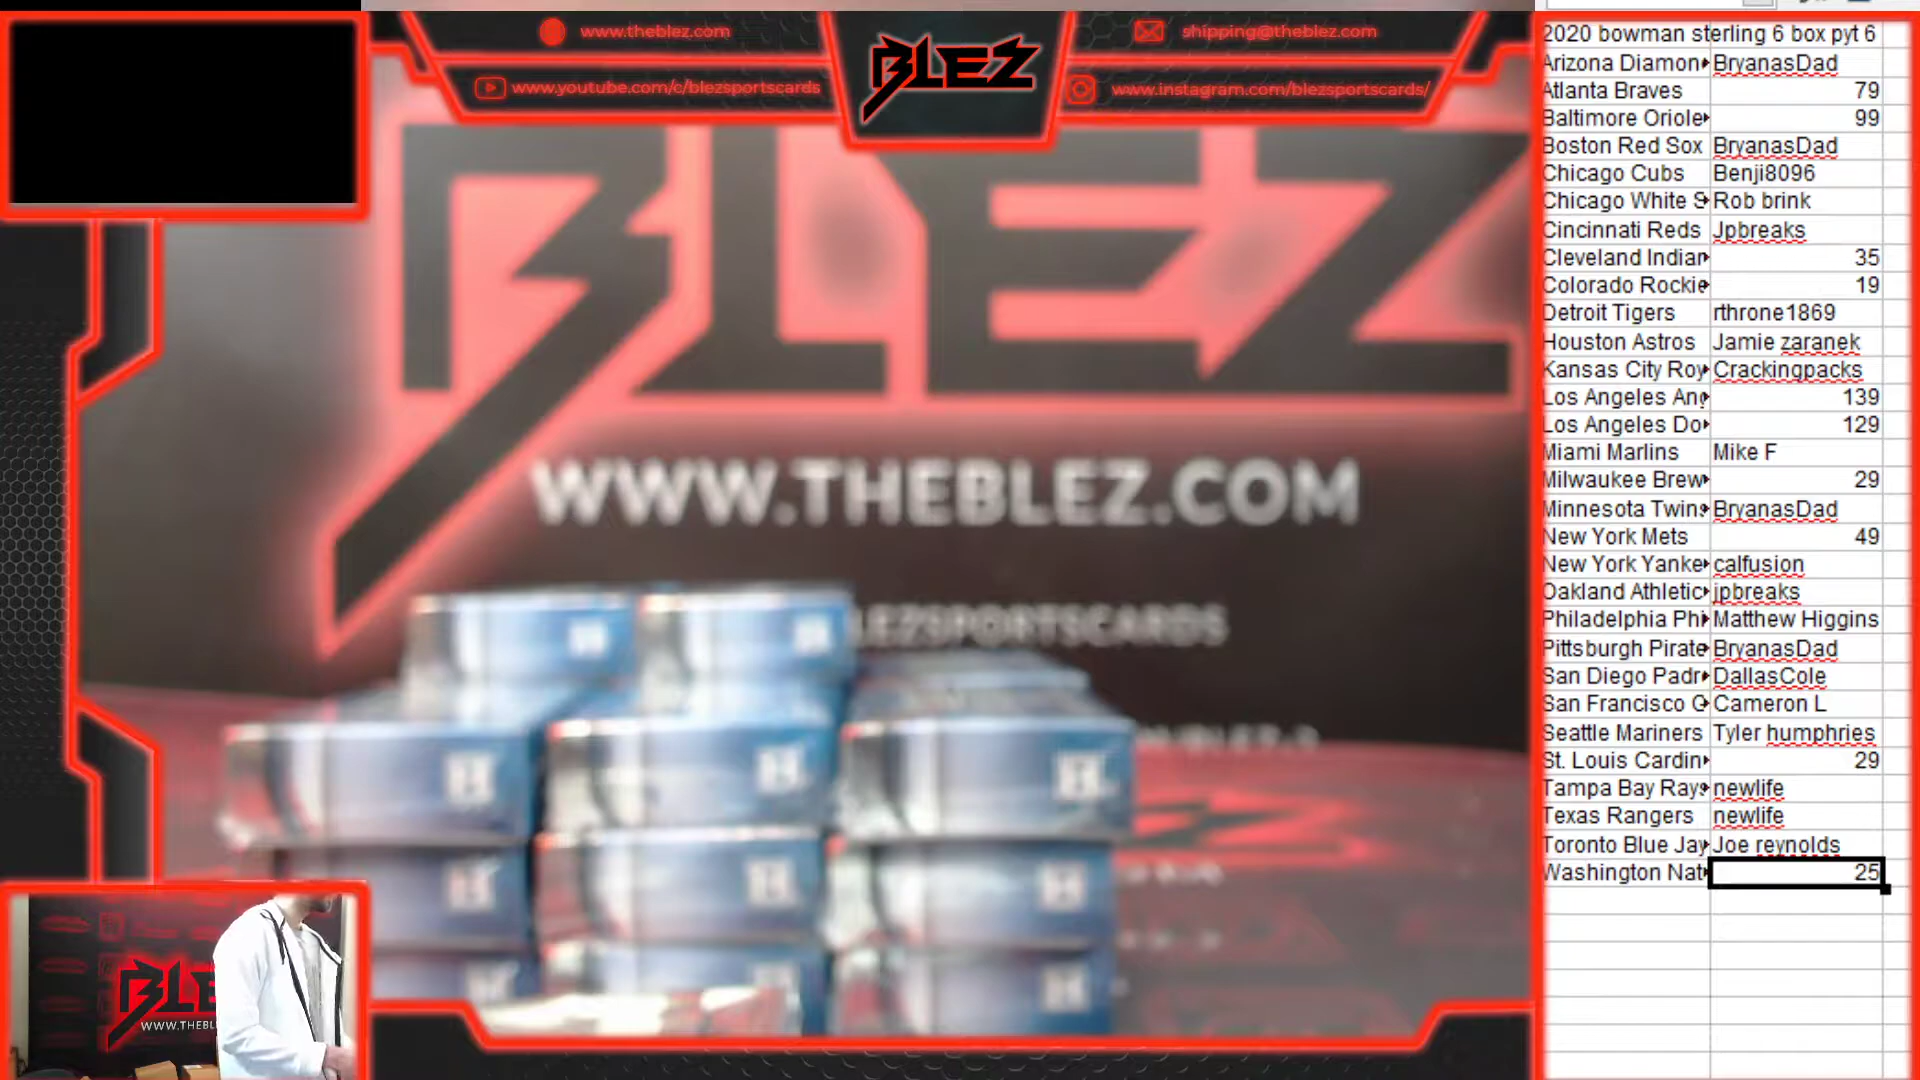 www.theblez.com
BLEZ
shipping@theblez.com
www.youtube.com/c/blezsportscards
www.instagram.com/blezsportscards/
BLEZ
WWW.THEBLEZ.COM
LEZSPORTSCARDS
BLE
WWW.THEBLE
2020 bowman sterling 6 box pyt 6
Arizona Diamon BryanasDad
Atlanta Braves 79
Baltimore Oriole 99
Boston Red Sox BryanasDad
Chicago Cubs Benji8096
Chicago White S Rob brink
Cincinnati Reds Jpbreaks
Cleveland Indian 35
Colorado Rockie 19
Detroit Tigers rthrone1869
Houston Astros Jamie zaranek
Kansas City Roy Crackingpacks
Los Angeles Ang 139
Los Angeles Do 129
Miami Marlins Mike F
Milwaukee Brew 29
Minnesota Twins BryanasDad
New York Mets 49
New York Yanke calfusion
Oakland Athletic jpbreaks
Philadelphia Phi Matthew Higgins
Pittsburgh Pirate BryanasDad
San Diego Padr DallasCole
San Francisco G Cameron L
Seattle Mariners Tyler humphries
St. Louis Cardin 29
Tampa Bay Rays newlife
Texas Rangers newlife
Toronto Blue Jay Joe reynolds
Washington Nat 25